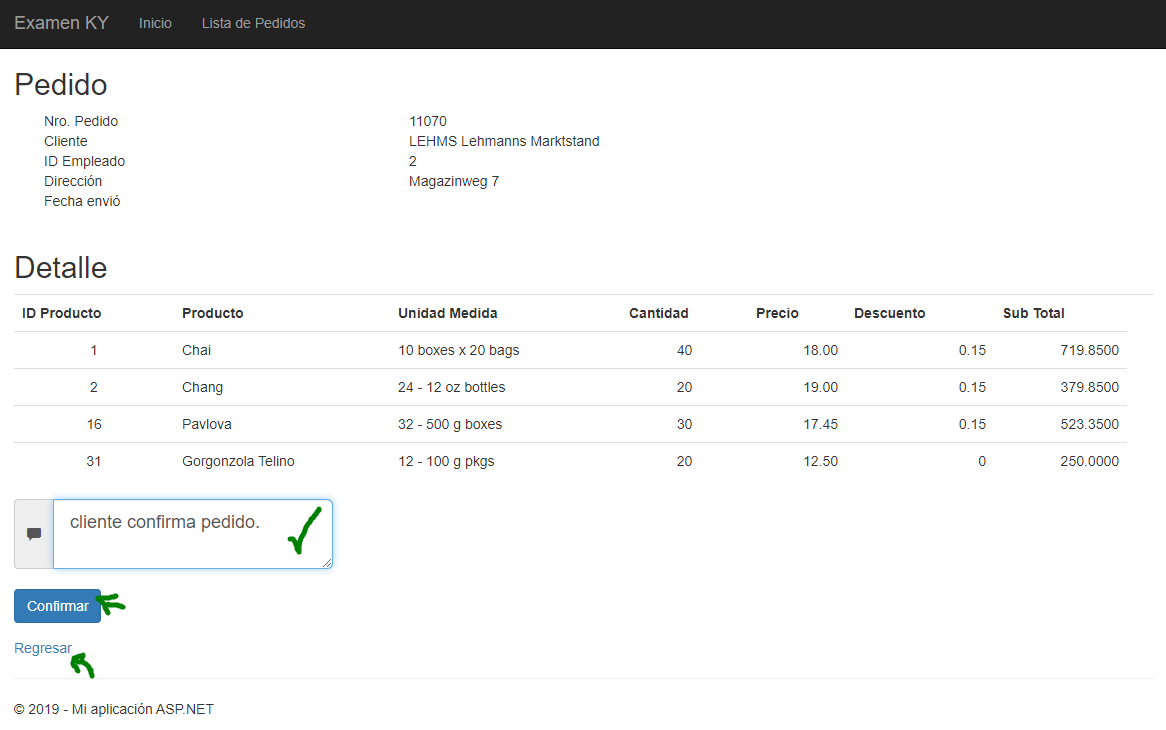 Examen KY Inicio Lista de Pedidos
Pedido
Nro. Pedido 11070
Cliente LEHMS Lehmanns Marktstand
ID Empleado 2
Dirección Magazinweg 7
Fecha envió
Detalle
ID Producto Producto Unidad Medida Cantidad Precio Descuento Sub Total
1 Chai 10 boxes x 20 bags 40 18.00 0.15 719.8500
2 Chang 24 - 12 oz bottles 20 19.00 0.15 379.8500
16 Pavlova 32 - 500 g boxes 30 17.45 0.15 523.3500
31 Gorgonzola Telino 12 - 100 g pkgs 20 12.50 0 250.0000
cliente confirma pedido.
Confirmar
Regresar
© 2019 - Mi aplicación ASP.NET